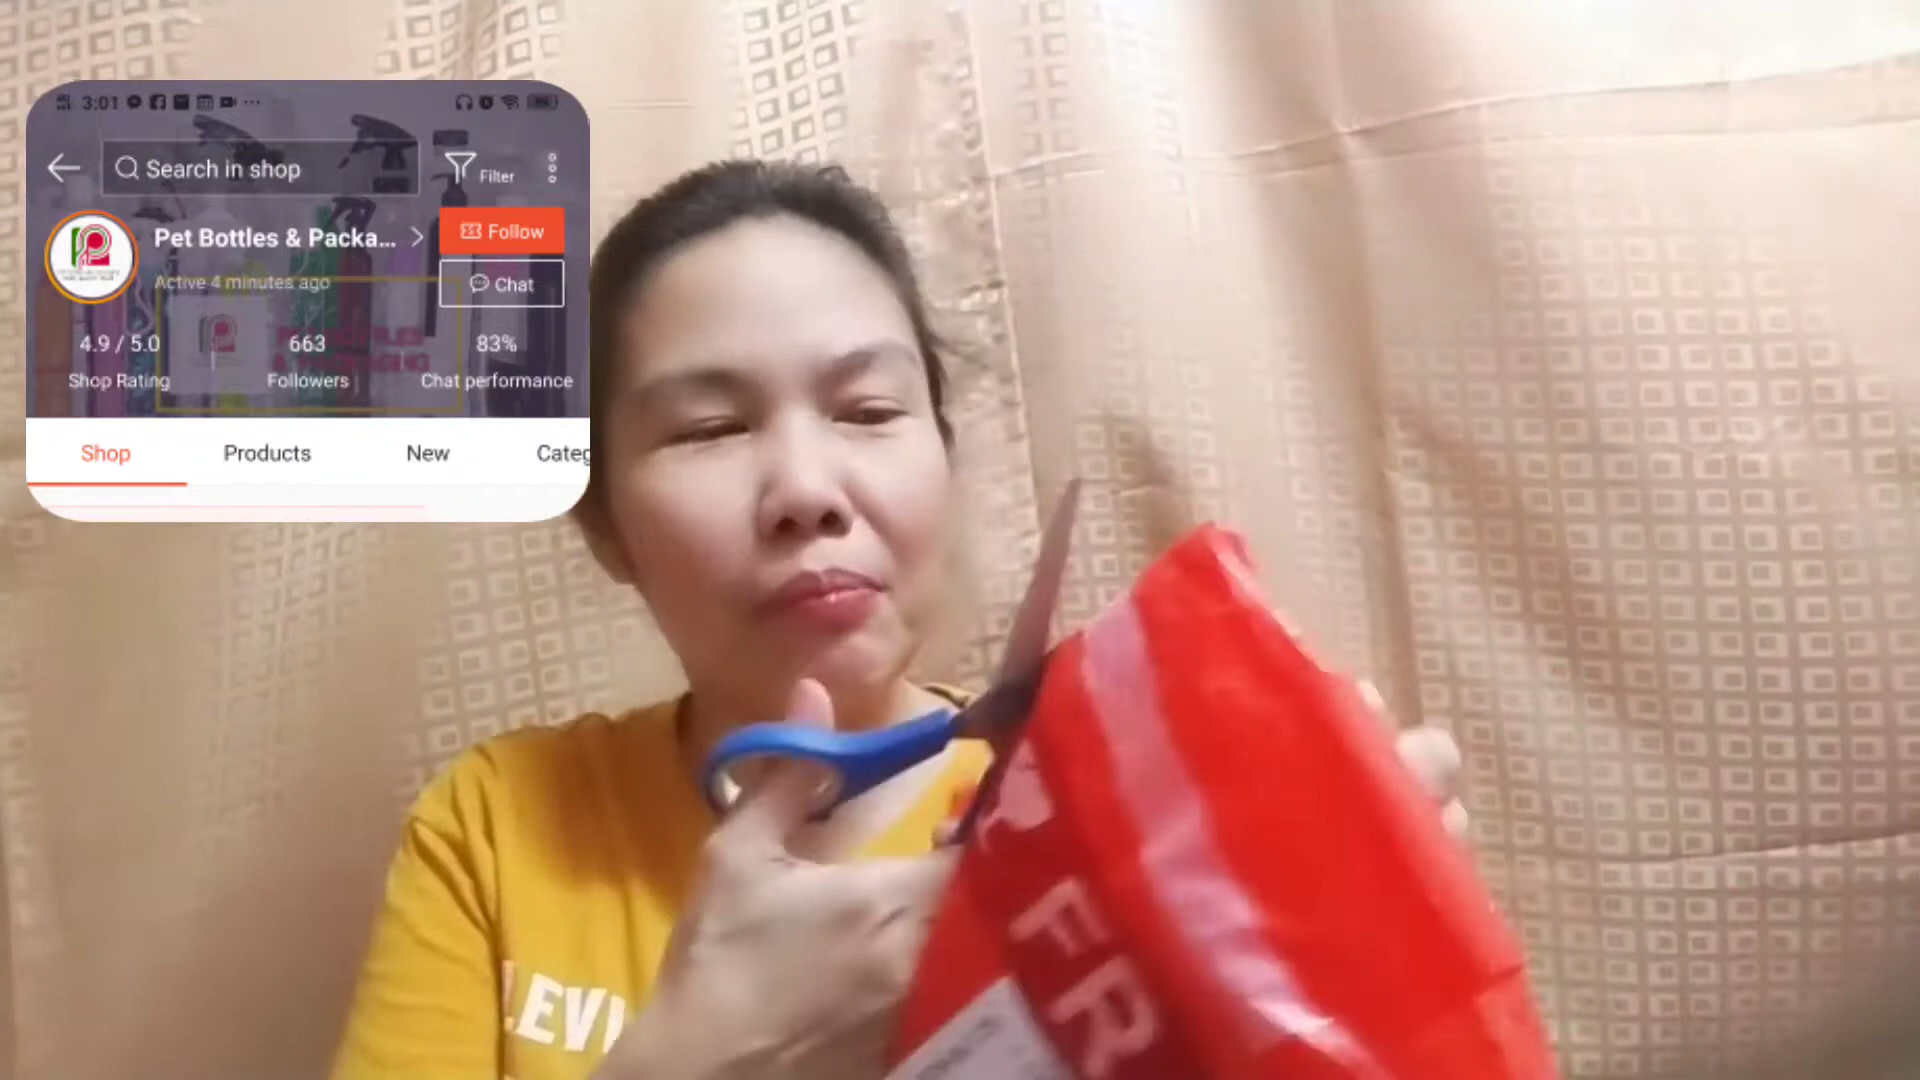 3:01
Search in shop
Filter
Pet Bottles & Packa...
Follow
Active 4 minutes ago
Chat
4.9 / 5.0
663
83%
Shop Rating
Followers
Chat performance
Shop
Products
New
Categ
LEVI
FR